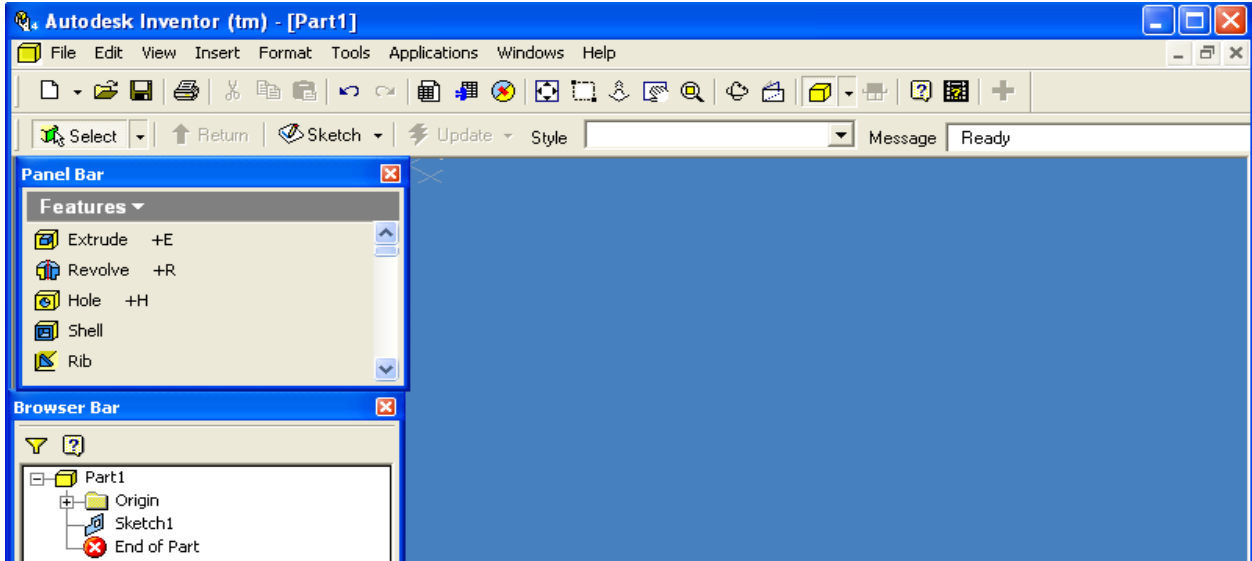 Autodesk Inventor (tm) - [Part1]
File Edit View Insert Format Tools Applications Windows Help
Select Return Sketch Update Style Message Ready
Panel Bar
Features
Extrude +E
Revolve +R
Hole +H
Shell
Rib
Browser Bar
Part1
Origin
Sketch1
End of Part